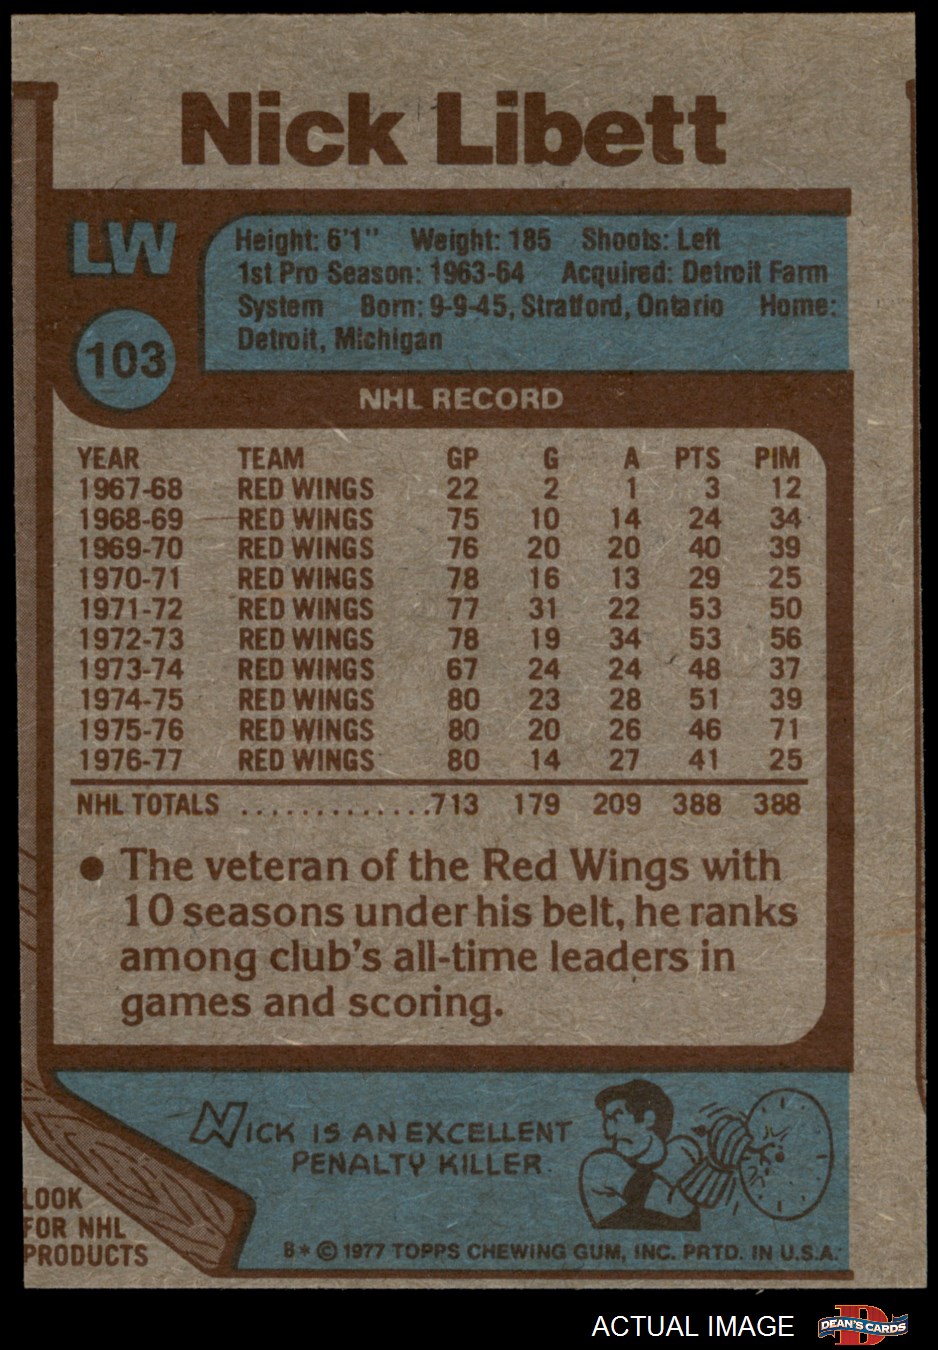 Nick Libett
LW
103
Height: 6'1" Weight: 185 Shoots: Left
1st Pro Season: 1963-64 Acquired: Detroit Farm
System Born: 9-9-45, Stratford, Ontario Home:
Detroit, Michigan
NHL RECORD
YEAR TEAM GP G A PTS PIM
1967-68 RED WINGS 22 2 1 3 12
1968-69 RED WINGS 75 10 14 24 34
1969-70 RED WINGS 76 20 20 40 39
1970-71 RED WINGS 78 16 13 29 25
1971-72 RED WINGS 77 31 22 53 50
1972-73 RED WINGS 78 19 34 53 56
1973-74 RED WINGS 67 24 24 48 37
1974-75 RED WINGS 80 23 28 51 39
1975-76 RED WINGS 80 20 26 46 71
1976-77 RED WINGS 80 14 27 41 25
NHL TOTALS .............713 179 209 388 388
• The veteran of the Red Wings with
10 seasons under his belt, he ranks
among club's all-time leaders in
games and scoring.
NICK IS AN EXCELLENT
PENALTY KILLER.
LOOK
FOR NHL
PRODUCTS
B* © 1977 TOPPS CHEWING GUM, INC. PRTD. IN U.S.A.
ACTUAL IMAGE
D
DEAN'S CARDS